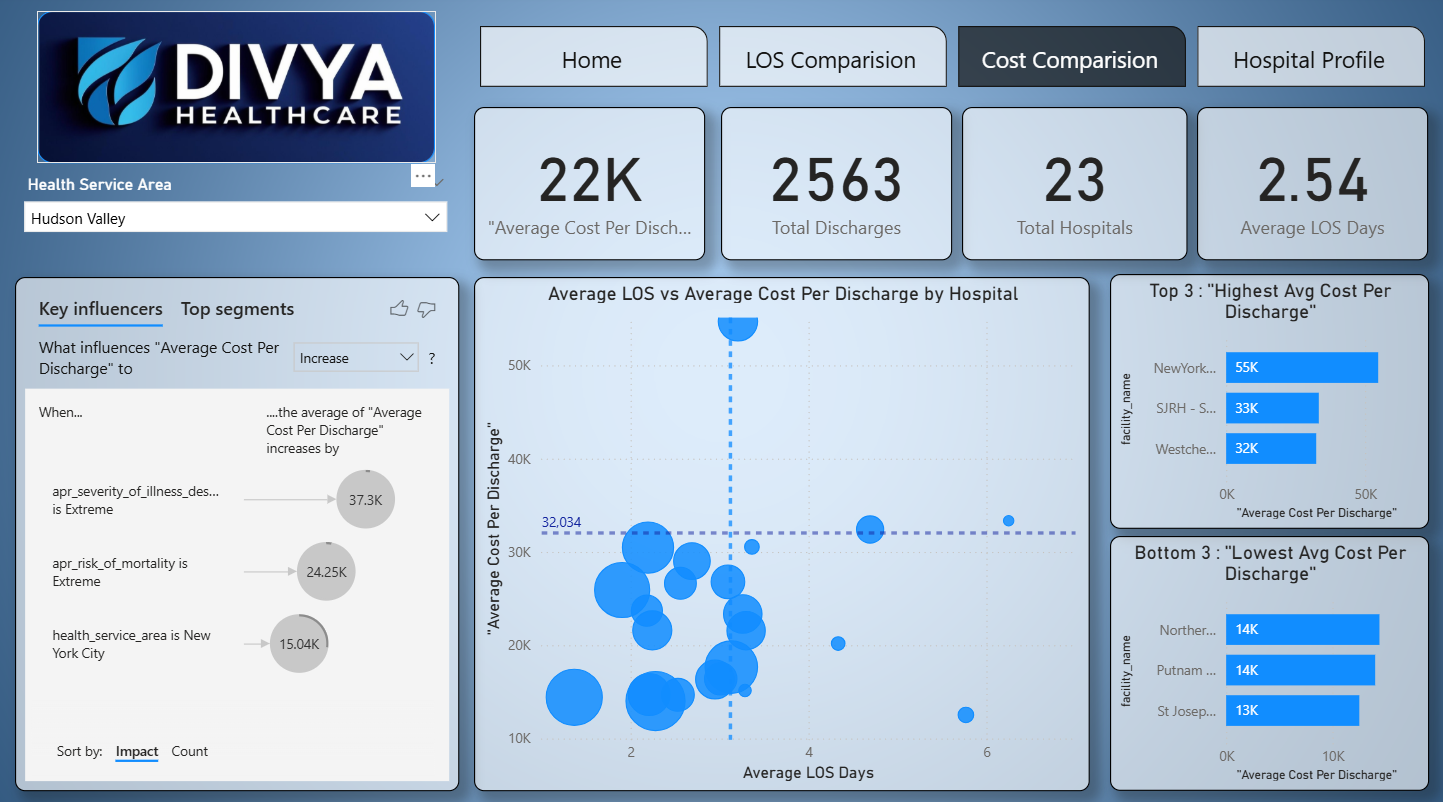 DIVYA
HEALTHCARE
Home
LOS Comparision
Cost Comparision
Hospital Profile
Health Service Area
Hudson Valley
22K
"Average Cost Per Disch...
2563
Total Discharges
23
Total Hospitals
2.54
Average LOS Days
Key influencers
Top segments
What influences "Average Cost Per
Discharge" to
Increase
?
When...
....the average of "Average
Cost Per Discharge"
increases by
apr_severity_of_illness_des...
is Extreme
37.3K
apr_risk_of_mortality is
Extreme
24.25K
health_service_area is New
York City
15.04K
Sort by:
Impact
Count
Average LOS vs Average Cost Per Discharge by Hospital
"Average Cost Per Discharge"
50K
40K
32,034
30K
20K
10K
2
4
6
Average LOS Days
Top 3 : "Highest Avg Cost Per
Discharge"
facility_name
NewYork...
55K
SJRH - S...
33K
Westche...
32K
0K
50K
"Average Cost Per Discharge"
Bottom 3 : "Lowest Avg Cost Per
Discharge"
facility_name
Norther...
14K
Putnam ...
14K
St Josep...
13K
0K
10K
"Average Cost Per Discharge"